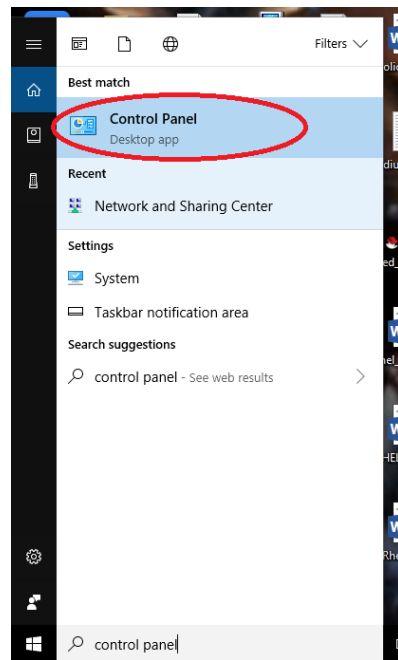 Filters
Best match
Control Panel
Desktop app
Recent
Network and Sharing Center
Settings
System
Taskbar notification area
Search suggestions
control panel - See web results
control panel